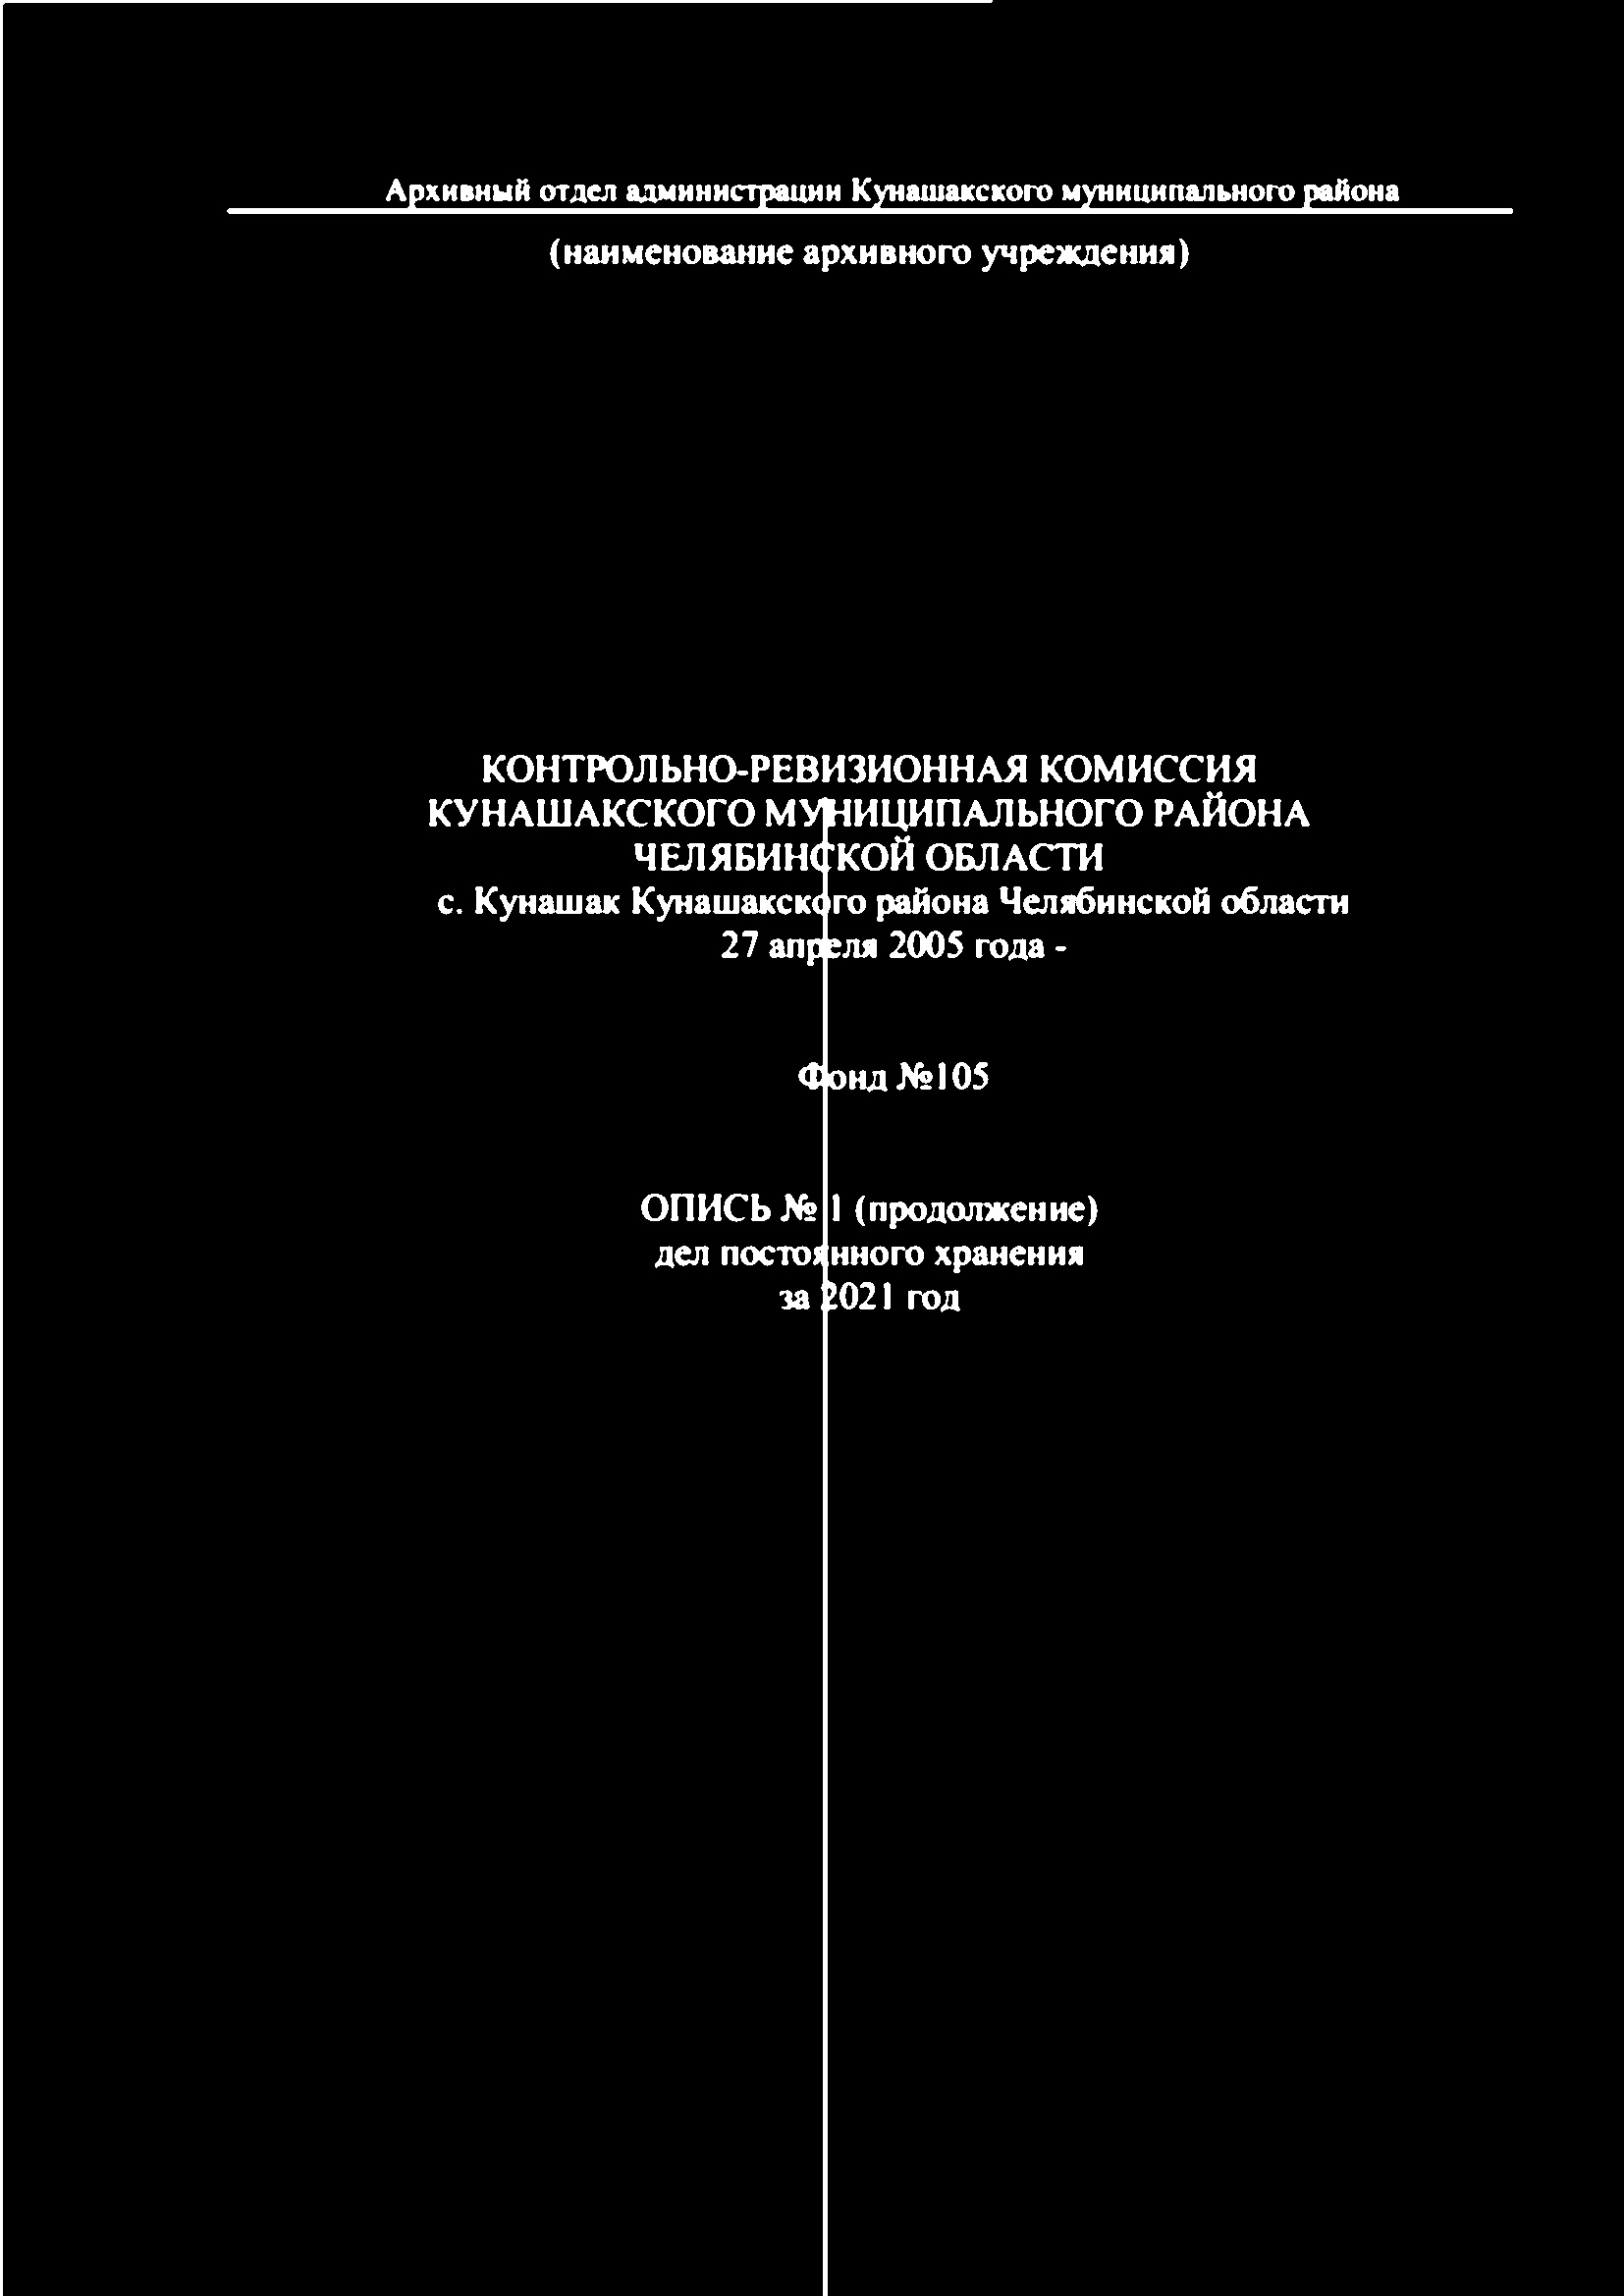 Архивный отдел администрации Кунашакского муниципального района
(наименование архивного учреждения)
КОНТРОЛЬНО-РЕВИЗИОННАЯ КОМИССИЯ
КУНАШАКСКОГО МУНИЦИПАЛЬНОГО РАЙОНА
ЧЕЛЯБИНСКОЙ ОБЛАСТИ
с. Кунашак Кунашакского района Челябинской области
27 апреля 2005 года -
Фонд №105
ОПИСЬ № 1 (продолжение)
дел постоянного хранения
за 2021 год